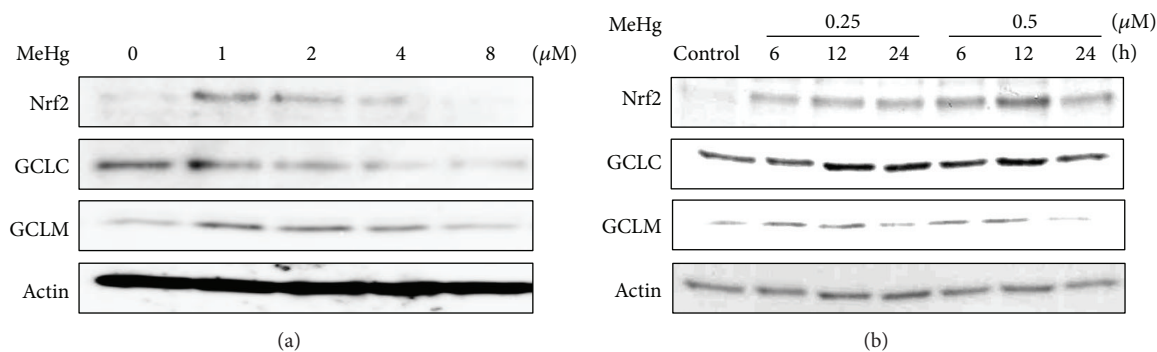 MeHg 0 1 2 4 8 (μM)
Nrf2
GCLC
GCLM
Actin
(a)
MeHg 0.25 0.5 (μM)
Control 6 12 24 6 12 24 (h)
Nrf2
GCLC
GCLM
Actin
(b)